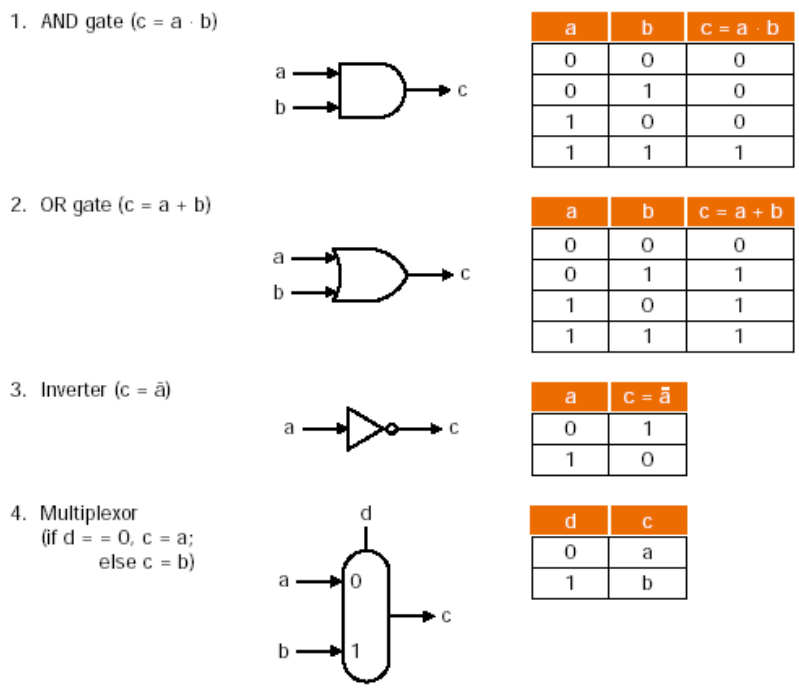 1. AND gate (c = a · b)
a
b
c
a b c = a · b
0 0 0
0 1 0
1 0 0
1 1 1
2. OR gate (c = a + b)
a
b
c
a b c = a + b
0 0 0
0 1 1
1 0 1
1 1 1
3. Inverter (c = ā)
a
c
a c = ā
0 1
1 0
4. Multiplexor
(if d = = 0, c = a;
else c = b)
d
a 0
c
b 1
d c
0 a
1 b